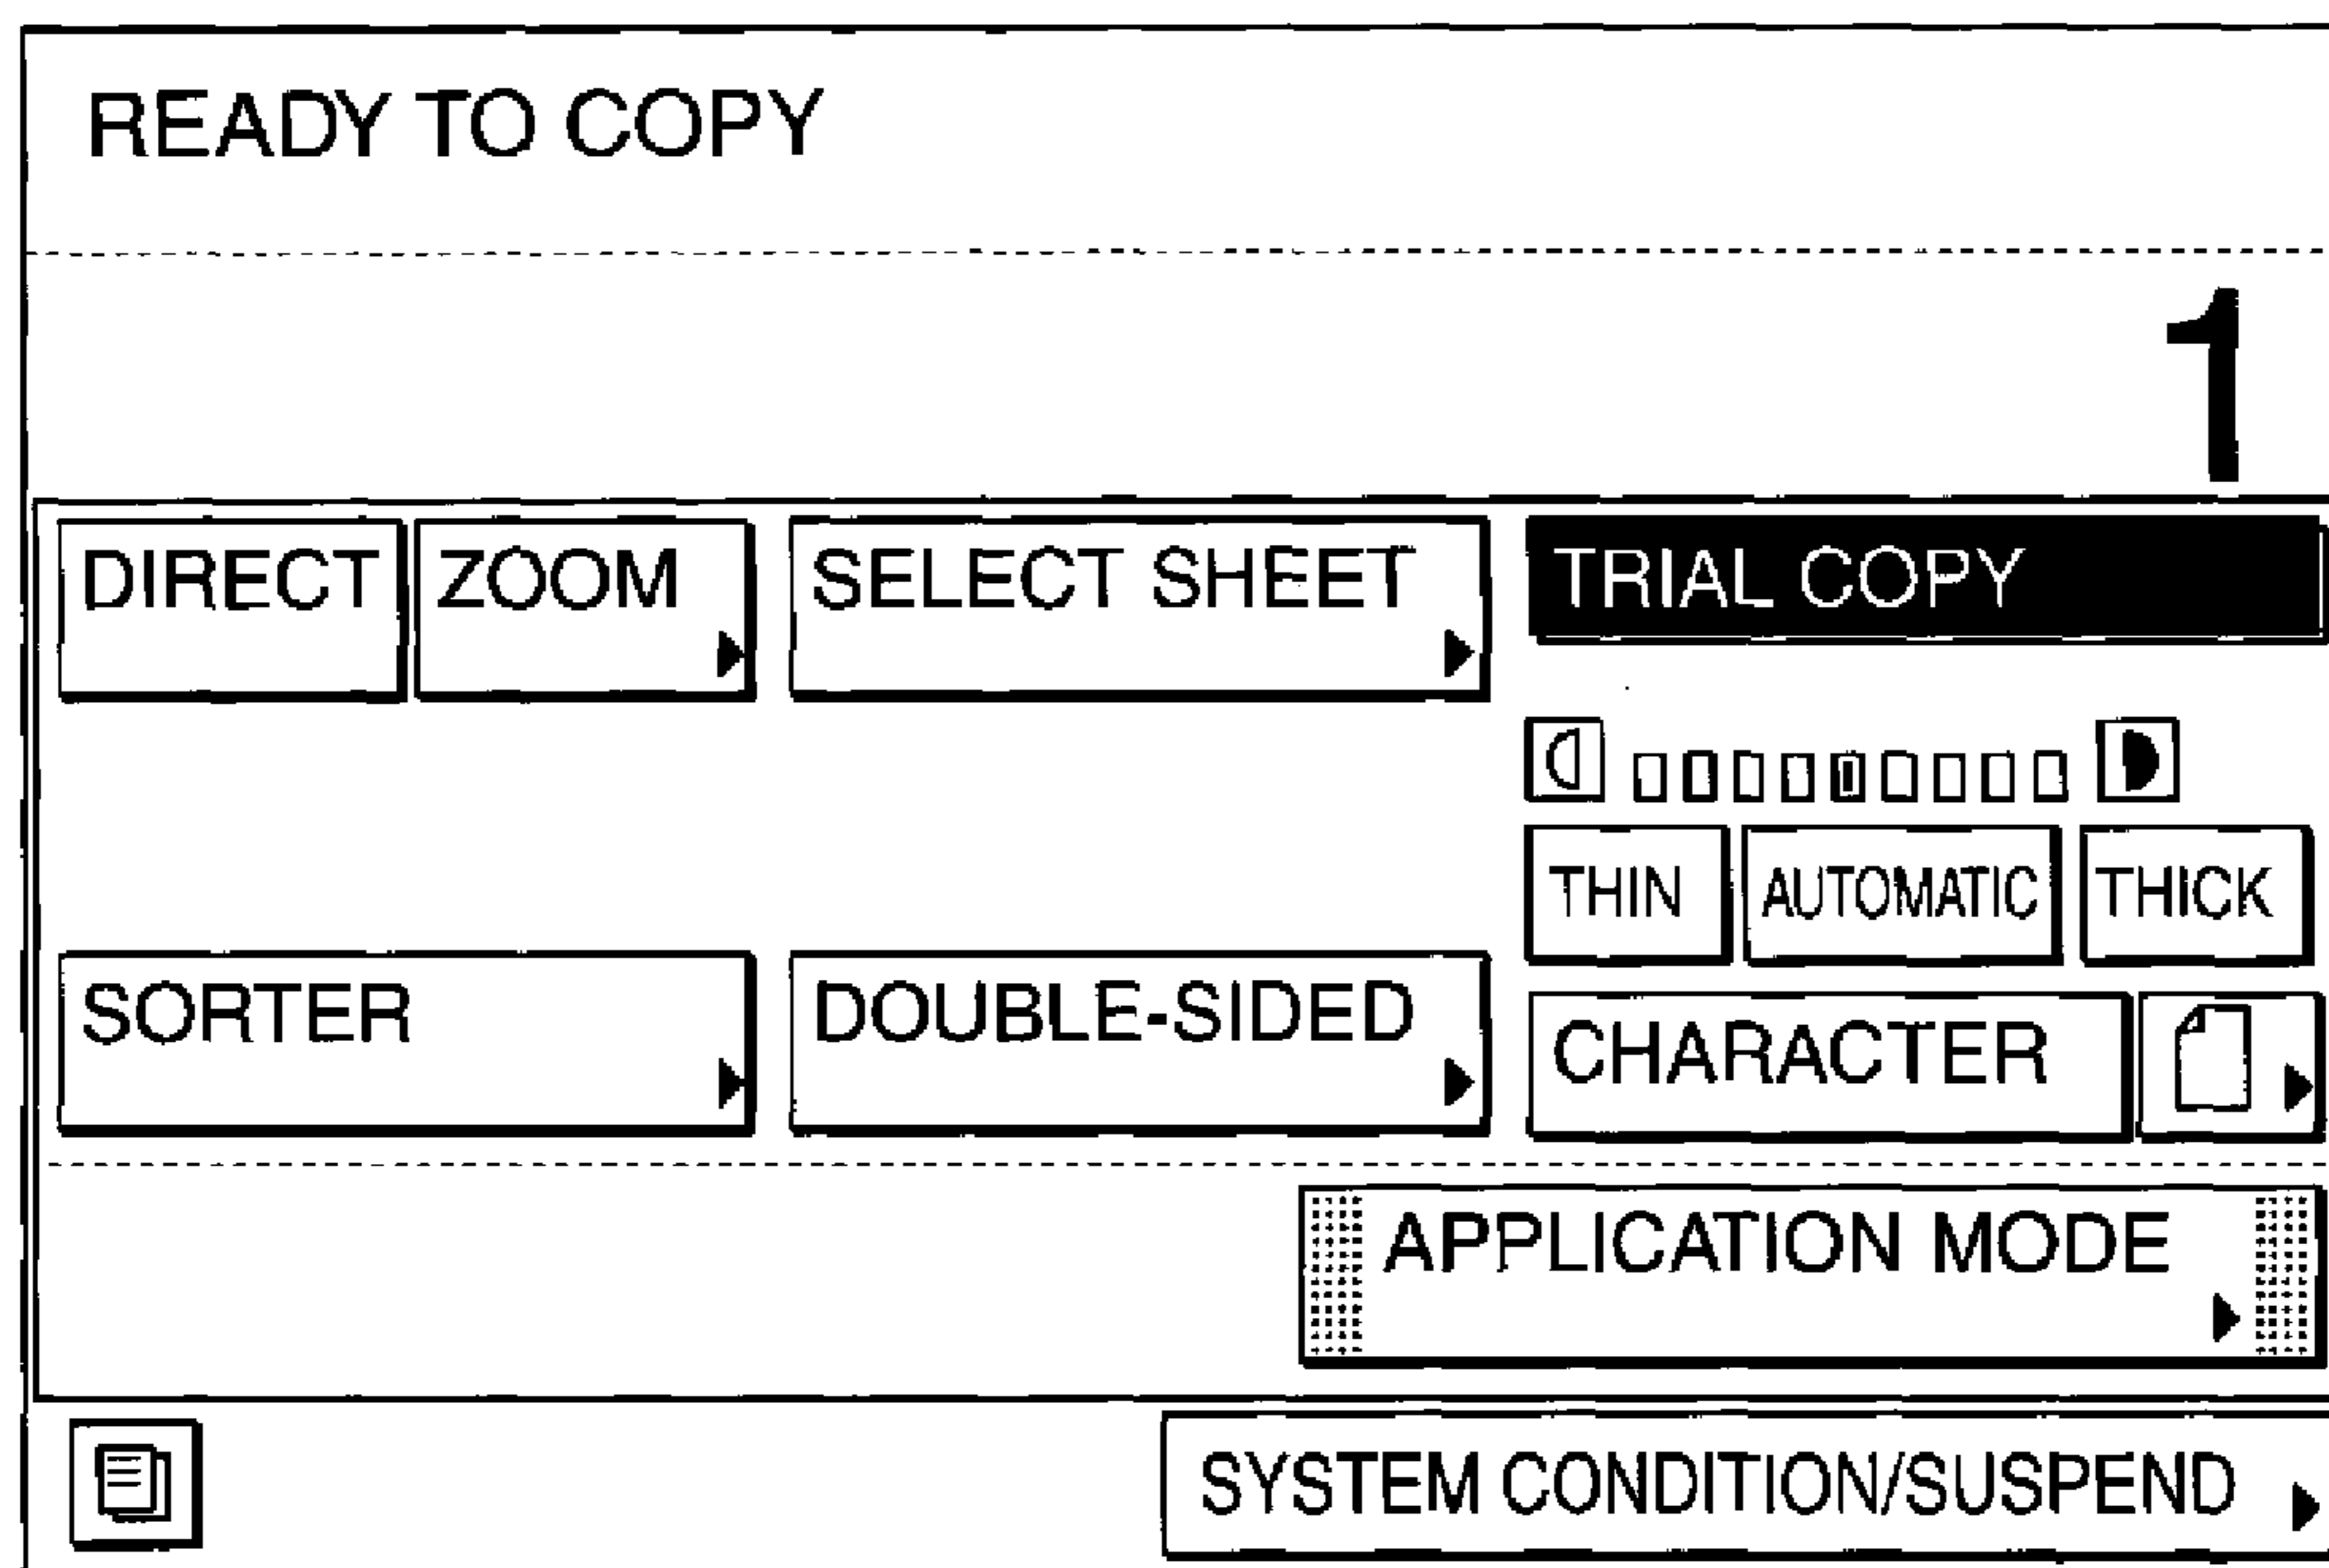 READY TO COPY
1
DIRECT ZOOM SELECT SHEET TRIAL COPY
THIN AUTOMATIC THICK
SORTER DOUBLE-SIDED CHARACTER
APPLICATION MODE
SYSTEM CONDITION/SUSPEND